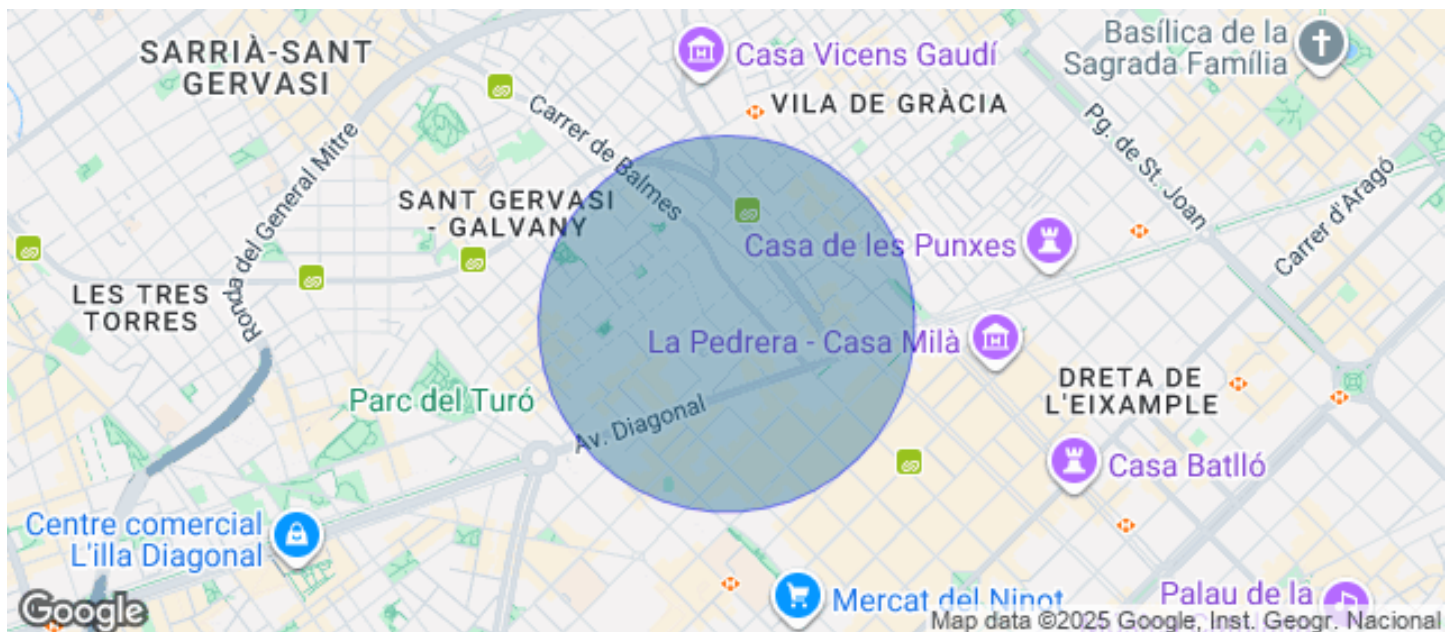 SARRIÀ-SANT
GERVASI
Casa Vicens Gaudí
Basílica de la
Sagrada Família
VILA DE GRÀCIA
Carrer de Balmes
Ronda del General Mitre
Pg. de St. Joan
Carrer d'Aragó
SANT GERVASI
- GALVANY
Casa de les Punxes
LES TRES
TORRES
La Pedrera - Casa Milà
DRETA DE
L'EIXAMPLE
Parc del Turó
Av. Diagonal
Casa Batlló
Centre comercial
L'illa Diagonal
Mercat del Ninot
Palau de la
Google
Map data ©2025 Google, Inst. Geogr. Nacional